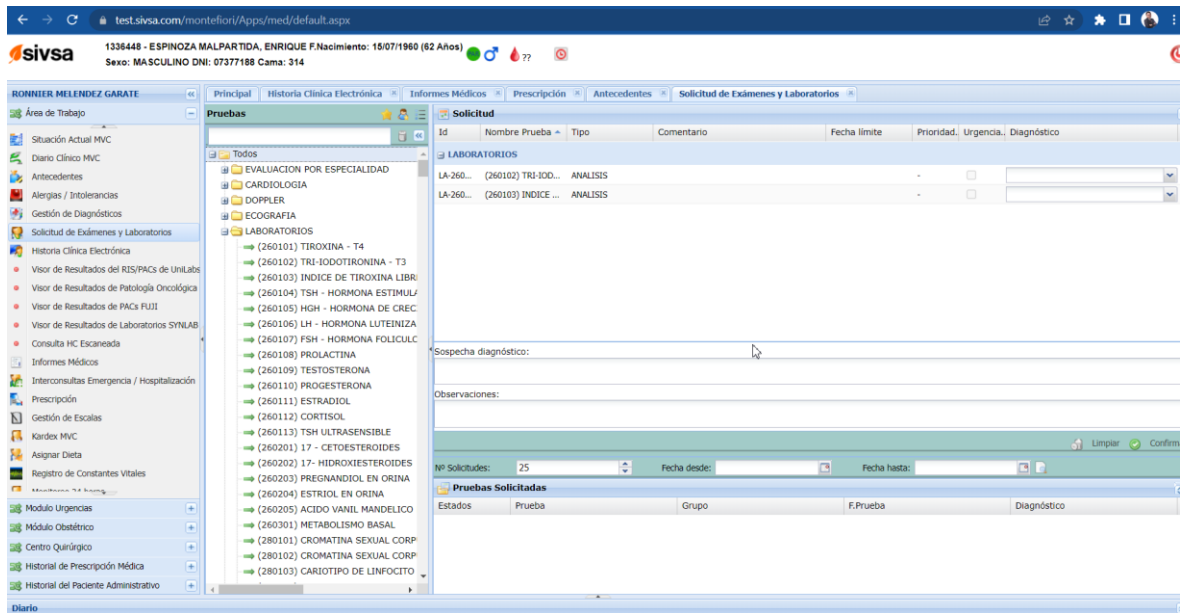 test.sivsa.com/montefiori/Apps/med/default.aspx
sivsa
1336448 - ESPINOZA MALPARTIDA, ENRIQUE F.Nacimiento: 15/07/1960 (62 Años)
Sexo: MASCULINO DNI: 07377188 Cama: 314
??
RONNIER MELENDEZ GARATE
Área de Trabajo
Situación Actual MVC
Diario Clínico MVC
Antecedentes
Alergias / Intolerancias
Gestión de Diagnósticos
Solicitud de Exámenes y Laboratorios
Historia Clínica Electrónica
Visor de Resultados del RIS/PACs de UniLabs
Visor de Resultados de Patología Oncológica
Visor de Resultados de PACs FUJI
Visor de Resultados de Laboratorios SYNLAB
Consulta HC Escaneada
Informes Médicos
Interconsultas Emergencia / Hospitalización
Prescripción
Gestión de Escalas
Kardex MVC
Asignar Dieta
Registro de Constantes Vitales
Monitoreo 24 horas
Modulo Urgencias
Módulo Obstétrico
Centro Quirúrgico
Historial de Prescripción Médica
Historial del Paciente Administrativo
Diario
Principal Historia Clínica Electrónica Informes Médicos Prescripción Antecedentes Solicitud de Exámenes y Laboratorios
Pruebas
Todos
EVALUACION POR ESPECIALIDAD
CARDIOLOGIA
DOPPLER
ECOGRAFIA
LABORATORIOS
(260101) TIROXINA - T4
(260102) TRI-IODOTIRONINA - T3
(260103) INDICE DE TIROXINA LIBRE
(260104) TSH - HORMONA ESTIMULA
(260105) HGH - HORMONA DE CREC
(260106) LH - HORMONA LUTEINIZA
(260107) FSH - HORMONA FOLICULO
(260108) PROLACTINA
(260109) TESTOSTERONA
(260110) PROGESTERONA
(260111) ESTRADIOL
(260112) CORTISOL
(260113) TSH ULTRASENSIBLE
(260201) 17 - CETOESTEROIDES
(260202) 17- HIDROXIESTEROIDES
(260203) PREGNANDIOL EN ORINA
(260204) ESTRIOL EN ORINA
(260205) ACIDO VANIL MANDELICO
(260301) METABOLISMO BASAL
(280101) CROMATINA SEXUAL CORP
(280102) CROMATINA SEXUAL CORP
(280103) CARIOTIPO DE LINFOCITO
Solicitud
Id Nombre Prueba Tipo Comentario Fecha límite Prioridad. Urgencia.. Diagnóstico
LABORATORIOS
LA-260... (260102) TRI-IOD... ANALISIS -
LA-260... (260103) INDICE ... ANALISIS -
Sospecha diagnóstico:
Observaciones:
Limpiar Confirm
Nº Solicitudes: 25 Fecha desde: Fecha hasta:
Pruebas Solicitadas
Estados Prueba Grupo F.Prueba Diagnóstico